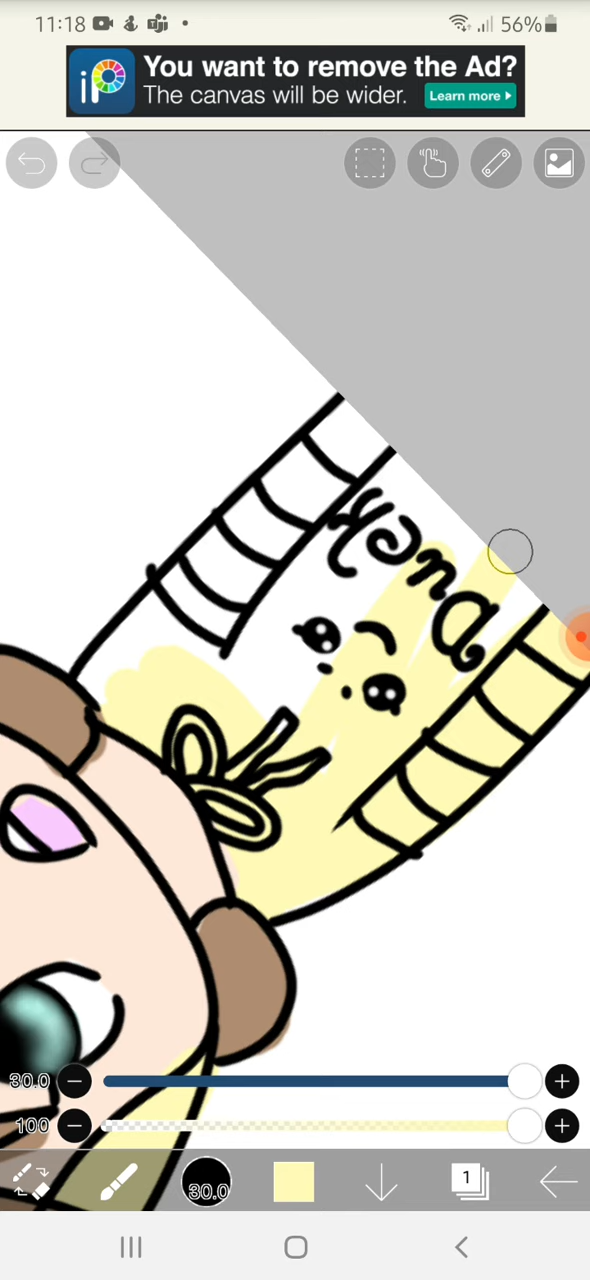 11:18 56%
iP
You want to remove the Ad?
The canvas will be wider. Learn more
30.0
100
30.0 1